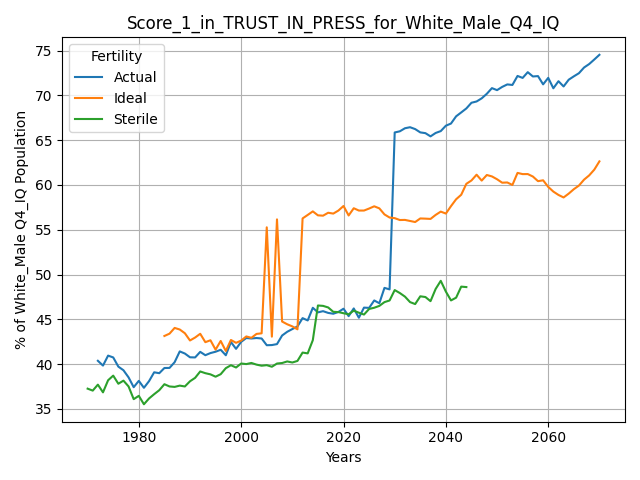 Score_1_in_TRUST_IN_PRESS_for_White_Male_Q4_IQ
% of White_Male Q4_IQ Population
75
70
65
60
55
50
45
40
35
Fertility
Actual
Ideal
Sterile
1980
2000
2020
2040
2060
Years